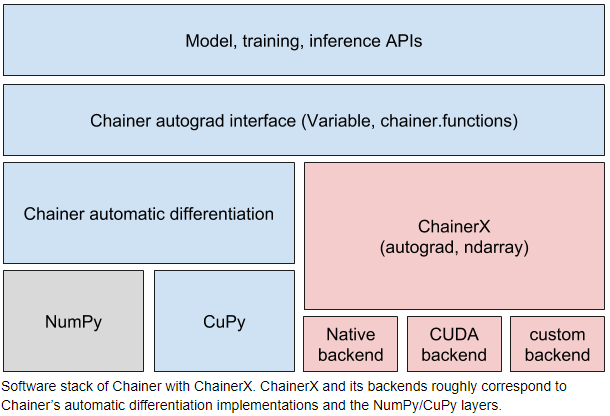 Model, training, inference APIs
Chainer autograd interface (Variable, chainer.functions)
Chainer automatic differentiation
ChainerX
(autograd, ndarray)
NumPy
CuPy
Native
backend
CUDA
backend
custom
backend
Software stack of Chainer with ChainerX. ChainerX and its backends roughly correspond to
Chainer’s automatic differentiation implementations and the NumPy/CuPy layers.